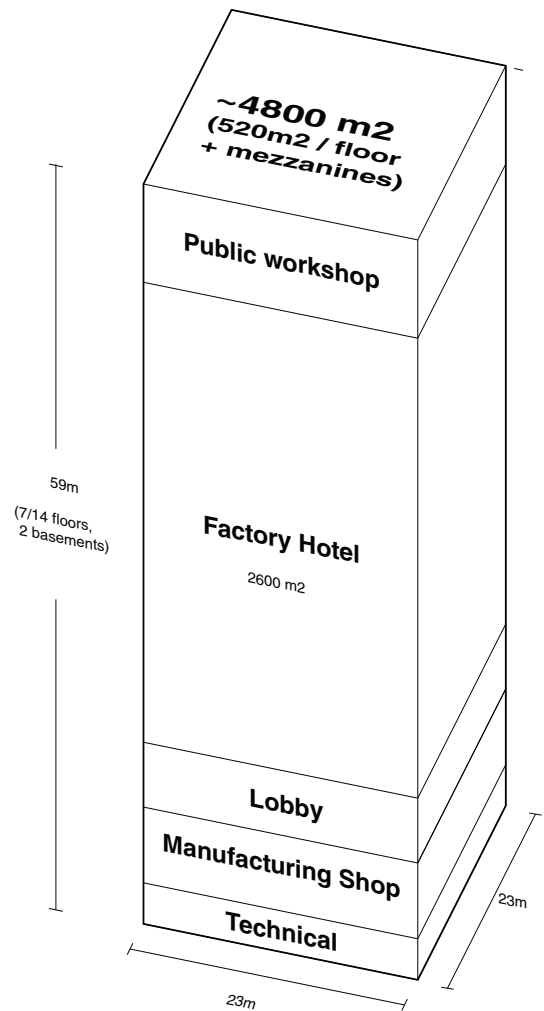 ~4800 m2
(520m2 / floor
+ mezzanines)
Public workshop
59m
(7/14 floors,
2 basements)
Factory Hotel
2600 m2
Lobby
Manufacturing Shop
Technical
23m
23m